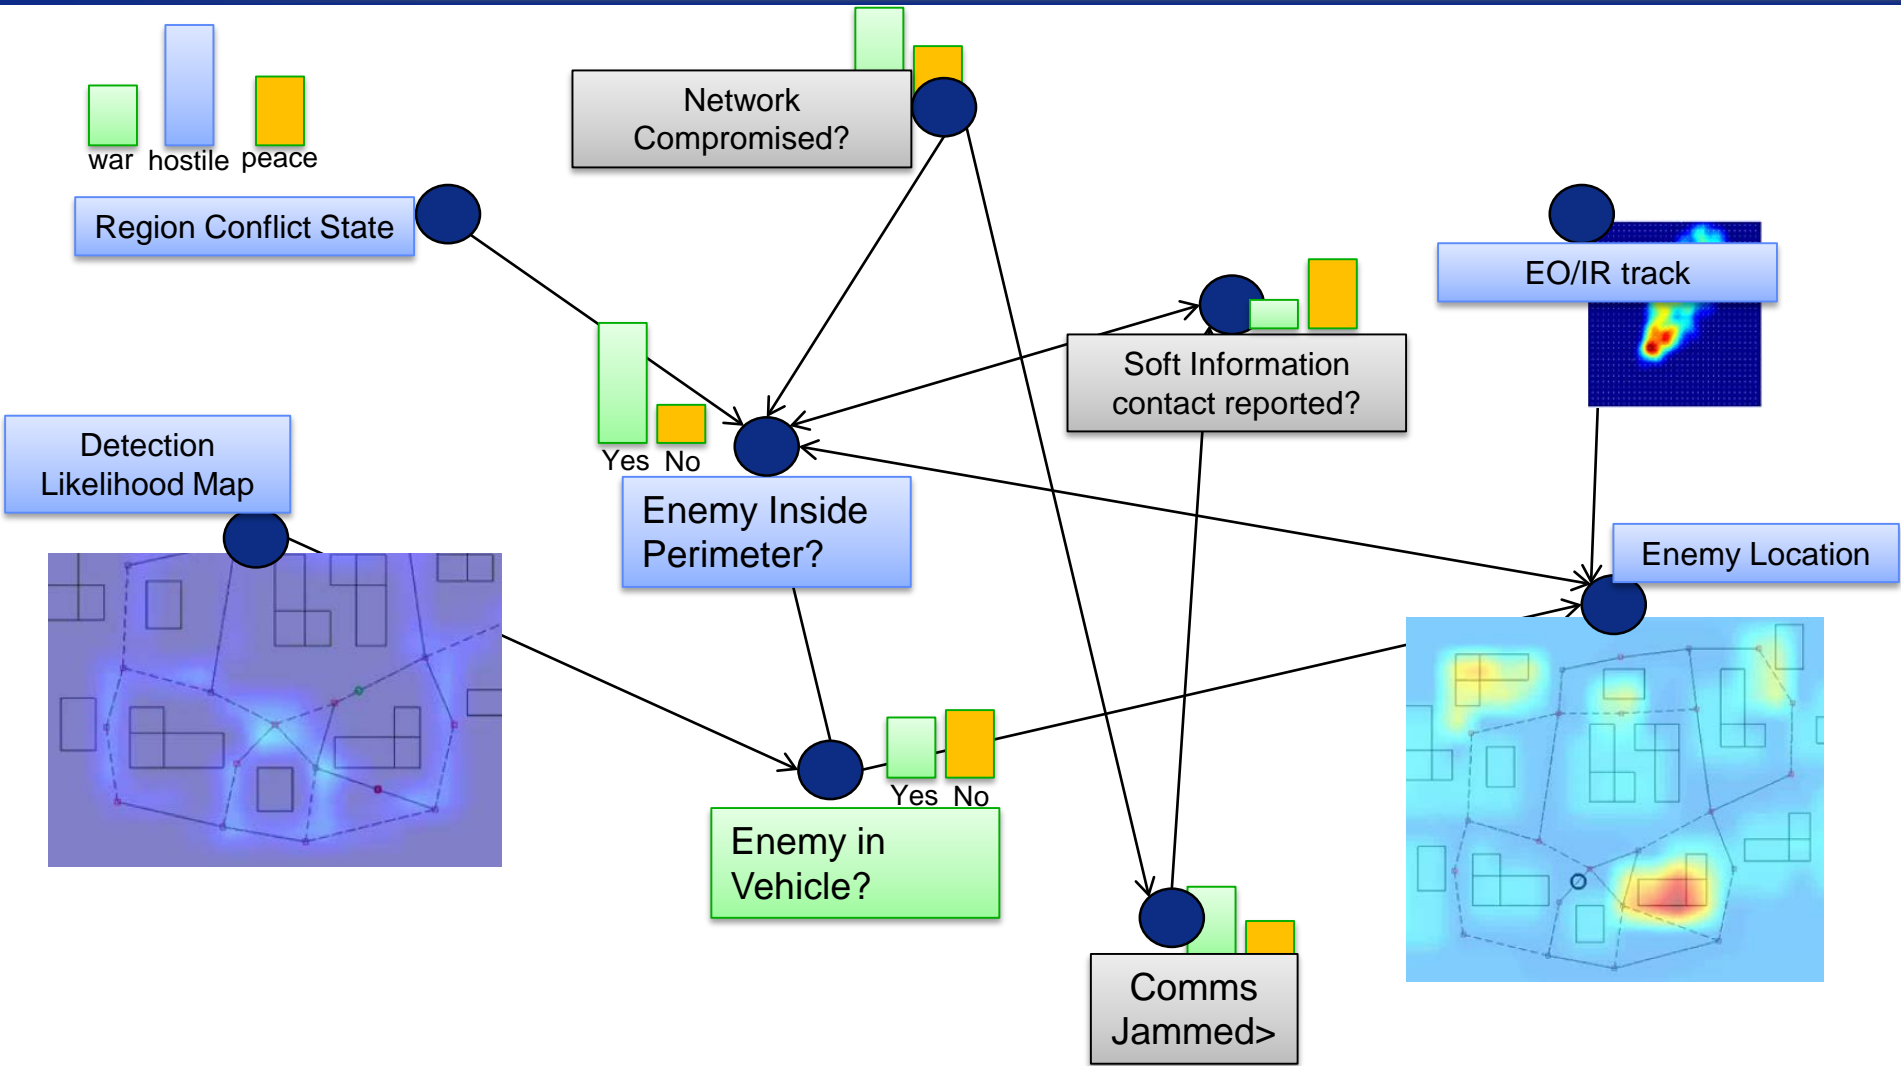 Network
Compromised?
war hostile peace
Region Conflict State
EO/IR track
Soft Information
contact reported?
Detection
Likelihood Map
Yes No
Enemy Inside
Perimeter?
Enemy Location
Yes No
Enemy in
Vehicle?
Comms
Jammed>